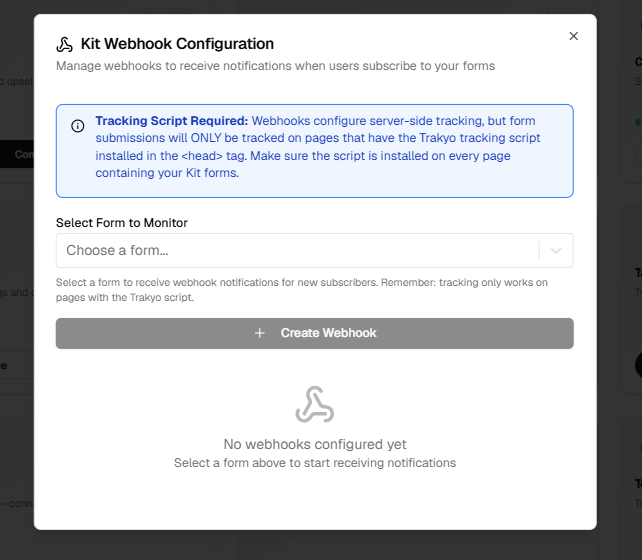 Kit Webhook Configuration
Manage webhooks to receive notifications when users subscribe to your forms
Tracking Script Required: Webhooks configure server-side tracking, but form
submissions will ONLY be tracked on pages that have the Trakyo tracking script
installed in the <head> tag. Make sure the script is installed on every page
containing your Kit forms.
Select Form to Monitor
Choose a form...
Select a form to receive webhook notifications for new subscribers. Remember: tracking only works on
pages with the Trakyo script.
+ Create Webhook
No webhooks configured yet
Select a form above to start receiving notifications